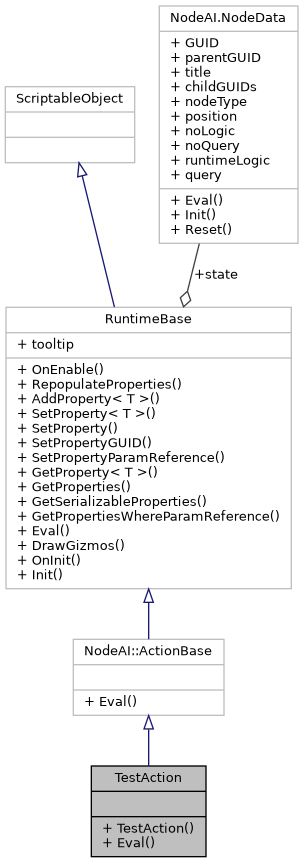 NodeAI.NodeData
+ GUID
+ parentGUID
+ title
+ childGUIDs
+ nodeType
+ position
+ noLogic
+ noQuery
+ runtimeLogic
+ query
+ Eval()
+ Init()
+ Reset()
ScriptableObject
+state
RuntimeBase
+ tooltip
+ OnEnable()
+ RepopulateProperties()
+ AddProperty< T >()
+ SetProperty< T >()
+ SetProperty()
+ SetPropertyGUID()
+ SetPropertyParamReference()
+ GetProperty< T >()
+ GetProperties()
+ GetSerializableProperties()
+ GetPropertiesWhereParamReference()
+ Eval()
+ DrawGizmos()
+ OnInit()
+ Init()
NodeAI::ActionBase
+ Eval()
TestAction
+ TestAction()
+ Eval()